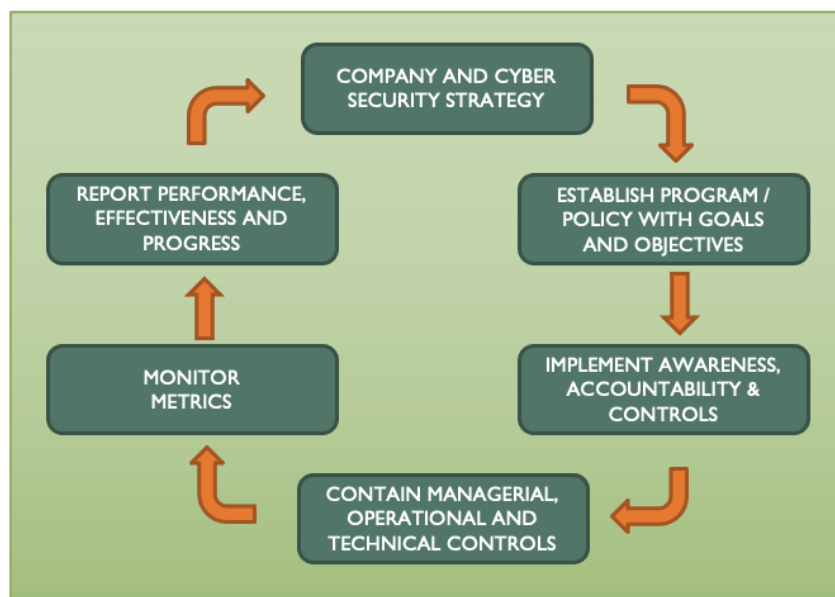 COMPANY AND CYBER
SECURITY STRATEGY
ESTABLISH PROGRAM /
POLICY WITH GOALS
AND OBJECTIVES
IMPLEMENT AWARENESS,
ACCOUNTABILITY &
CONTROLS
CONTAIN MANAGERIAL,
OPERATIONAL AND
TECHNICAL CONTROLS
MONITOR
METRICS
REPORT PERFORMANCE,
EFFECTIVENESS AND
PROGRESS